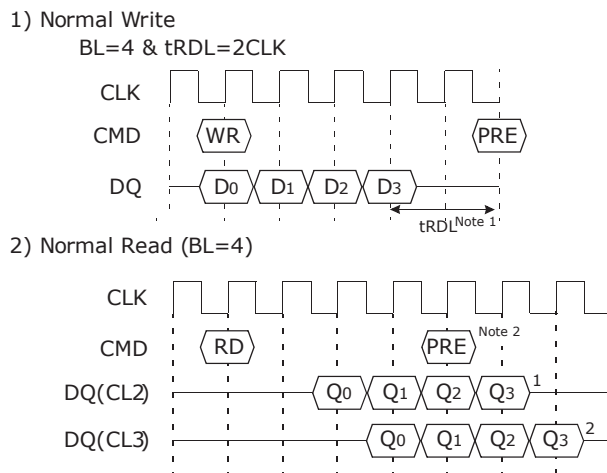 1) Normal Write
BL=4 & tRDL=2CLK
CLK
CMD WR PRE
DQ D0 D1 D2 D3
tRDL Note 1
2) Normal Read (BL=4)
CLK
CMD RD PRE Note 2
DQ(CL2) Q0 Q1 Q2 Q3 1
DQ(CL3) Q0 Q1 Q2 Q3 2